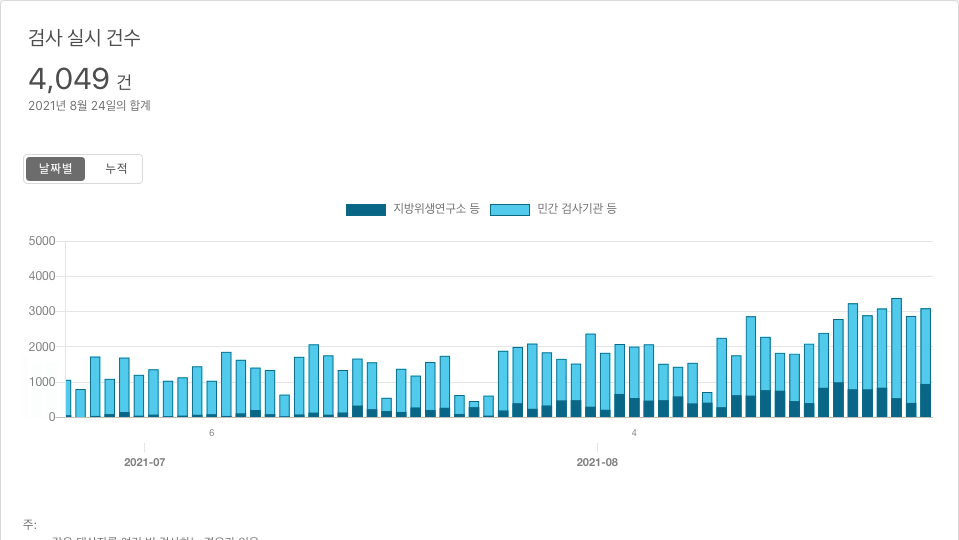 검사 실시 건수
4,049 건
2021년 8월 24일의 합계
날짜별 누적
지방위생연구소 등 민간 검사기관 등
5000
4000
3000
2000
1000
0
6 4
2021-07 2021-08
주: